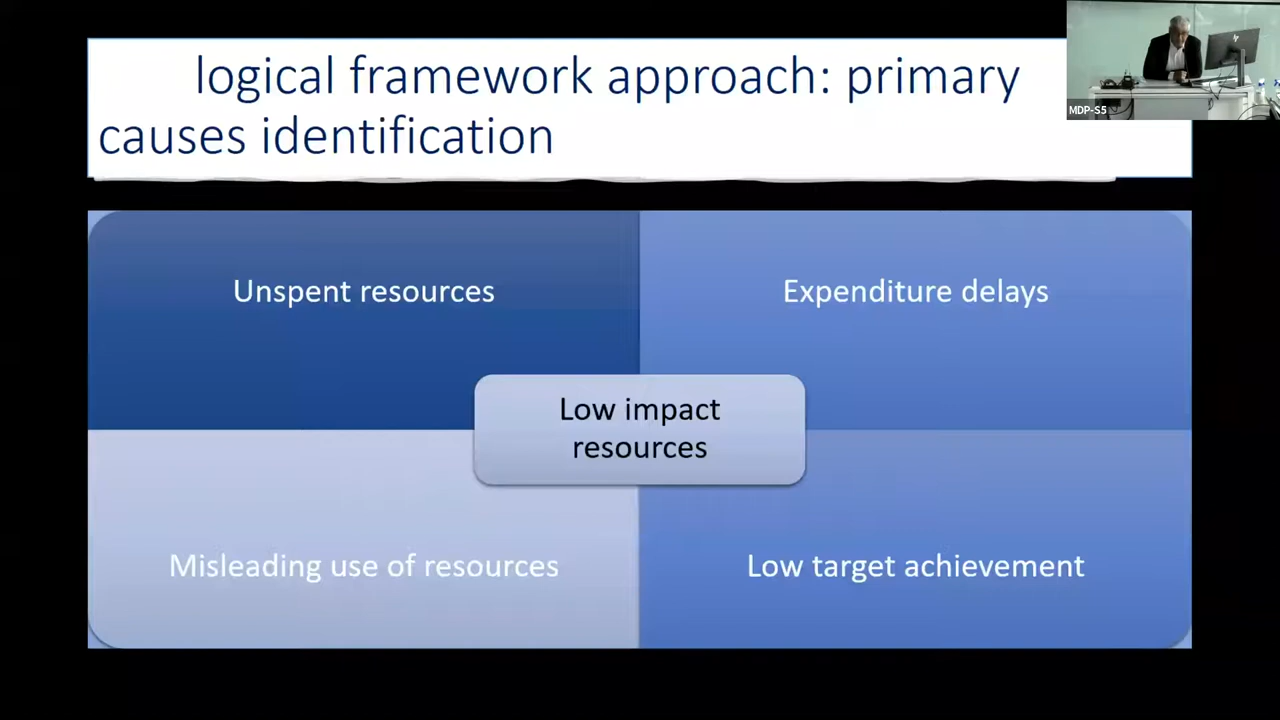 logical framework approach: primary
causes identification
MDP-S5
Unspent resources
Expenditure delays
Low impact
resources
Misleading use of resources
Low target achievement